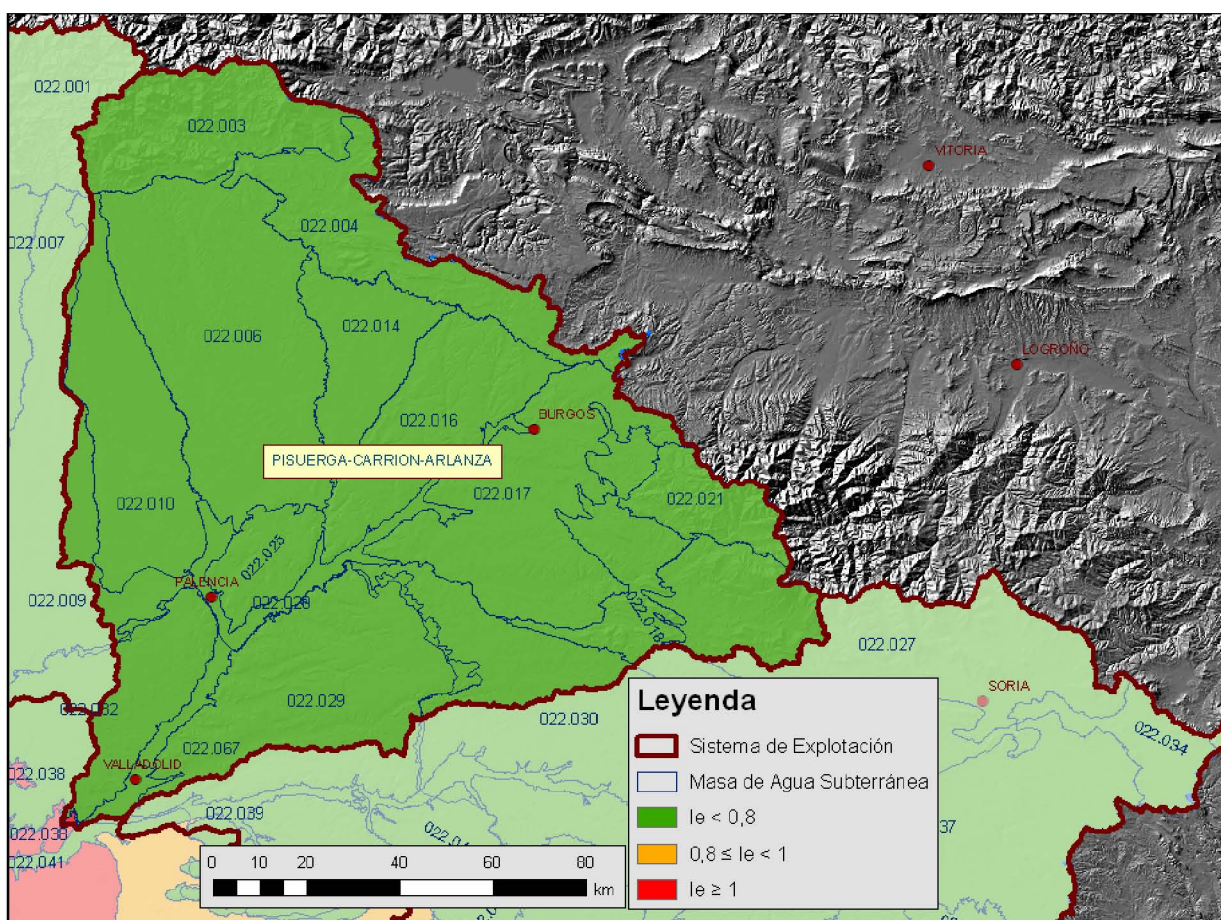 022.001
022.003
VITORIA
022.004
022.007
022.006
022.014
LOGROÑO
022.016
BURGOS
PISUERGA-CARRION-ARLANZA
022.010
022.017
022.021
022.025
PALENCIA
022.009
022.020
022.018
022.027
SORIA
022.029
022.030
022.032
022.034
022.067
VALLADOLID
022.038
022.039
022.038
022.041
37
Leyenda
Sistema de Explotación
Masa de Agua Subterránea
Ie < 0,8
0,8 ≤ Ie < 1
Ie ≥ 1
0 10 20 40 60 80
km